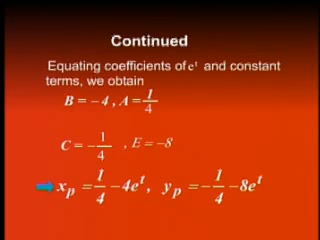 Continued
Equating coefficients of e^t and constant
terms, we obtain
B = – 4 , A = 1/4
C = – 1/4 , E = –8
x_p = 1/4 – 4e^t, y_p = – 1/4 – 8e^t